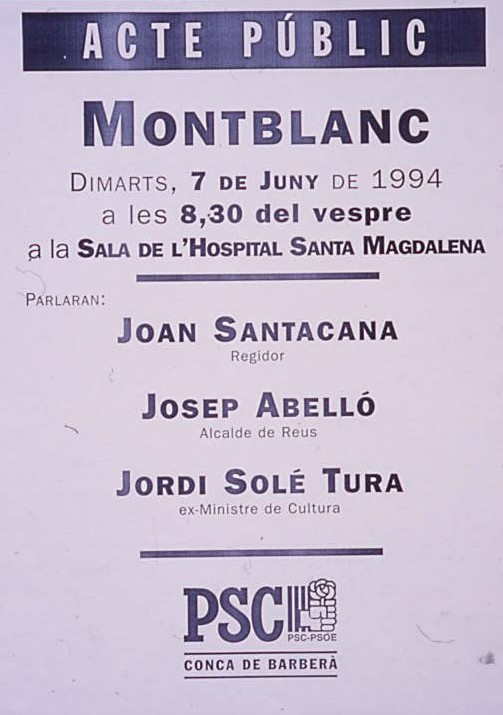 ACTE PÚBLIC
MONTBLANC
DIMARTS, 7 DE JUNY DE 1994
a les 8,30 del vespre
a la SALA DE L'HOSPITAL SANTA MAGDALENA
PARLARAN:
JOAN SANTACANA
Regidor
JOSEP ABELLÓ
Alcalde de Reus
JORDI SOLÉ TURA
ex-Ministre de Cultura
PSC
PSC-PSOE
CONCA DE BARBERÀ